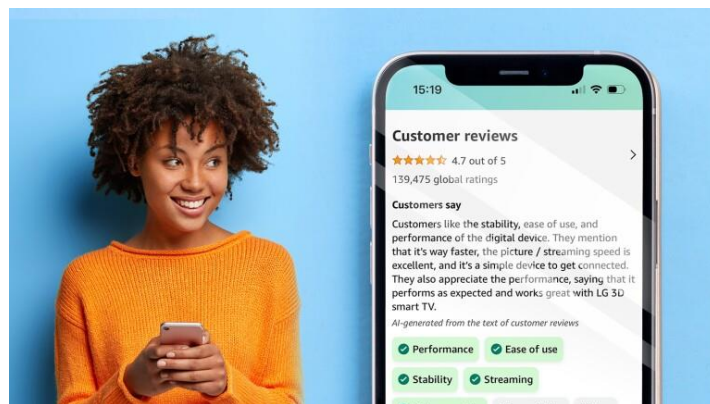 15:19
Customer reviews
4.7 out of 5
139,475 global ratings
Customers say
Customers like the stability, ease of use, and
performance of the digital device. They mention
that it's way faster, the picture / streaming speed is
excellent, and it's a simple device to get connected.
They also appreciate the performance, saying that it
performs as expected and works great with LG 3D
smart TV.
AI-generated from the text of customer reviews
Performance Ease of use
Stability Streaming